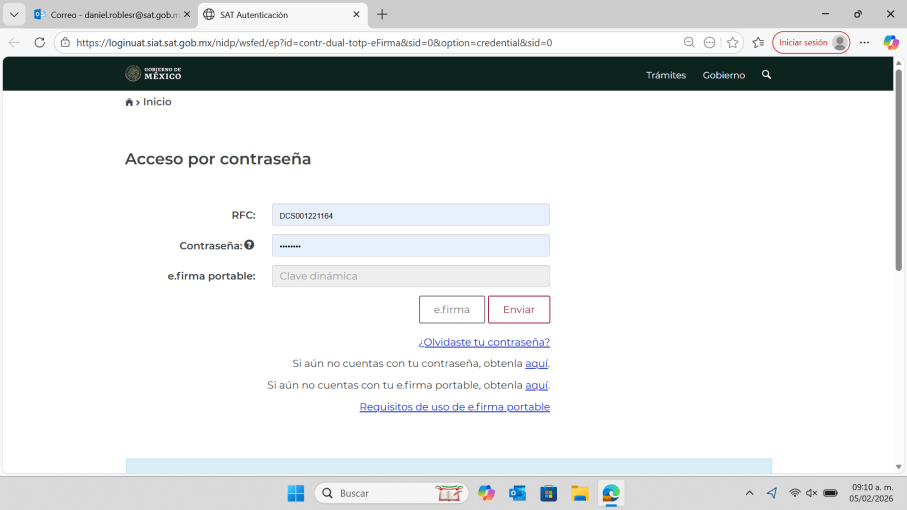 Correo - daniel.roblesr@sat.gob.m
SAT Autenticación
https://loginuat.siat.sat.gob.mx/nidp/wsfed/ep?id=contr-dual-totp-eFirma&sid=0&option=credential&sid=0
Iniciar sesión
GOBIERNO DE
MÉXICO
Trámites Gobierno
Inicio
Acceso por contraseña
RFC: DCS001221164
Contraseña: ••••••••
e.firma portable: Clave dinámica
e.firma Enviar
¿Olvidaste tu contraseña?
Si aún no cuentas con tu contraseña, obtenla aquí.
Si aún no cuentas con tu e.firma portable, obtenla aquí.
Requisitos de uso de e.firma portable
Buscar
09:10 a. m.
05/02/2026